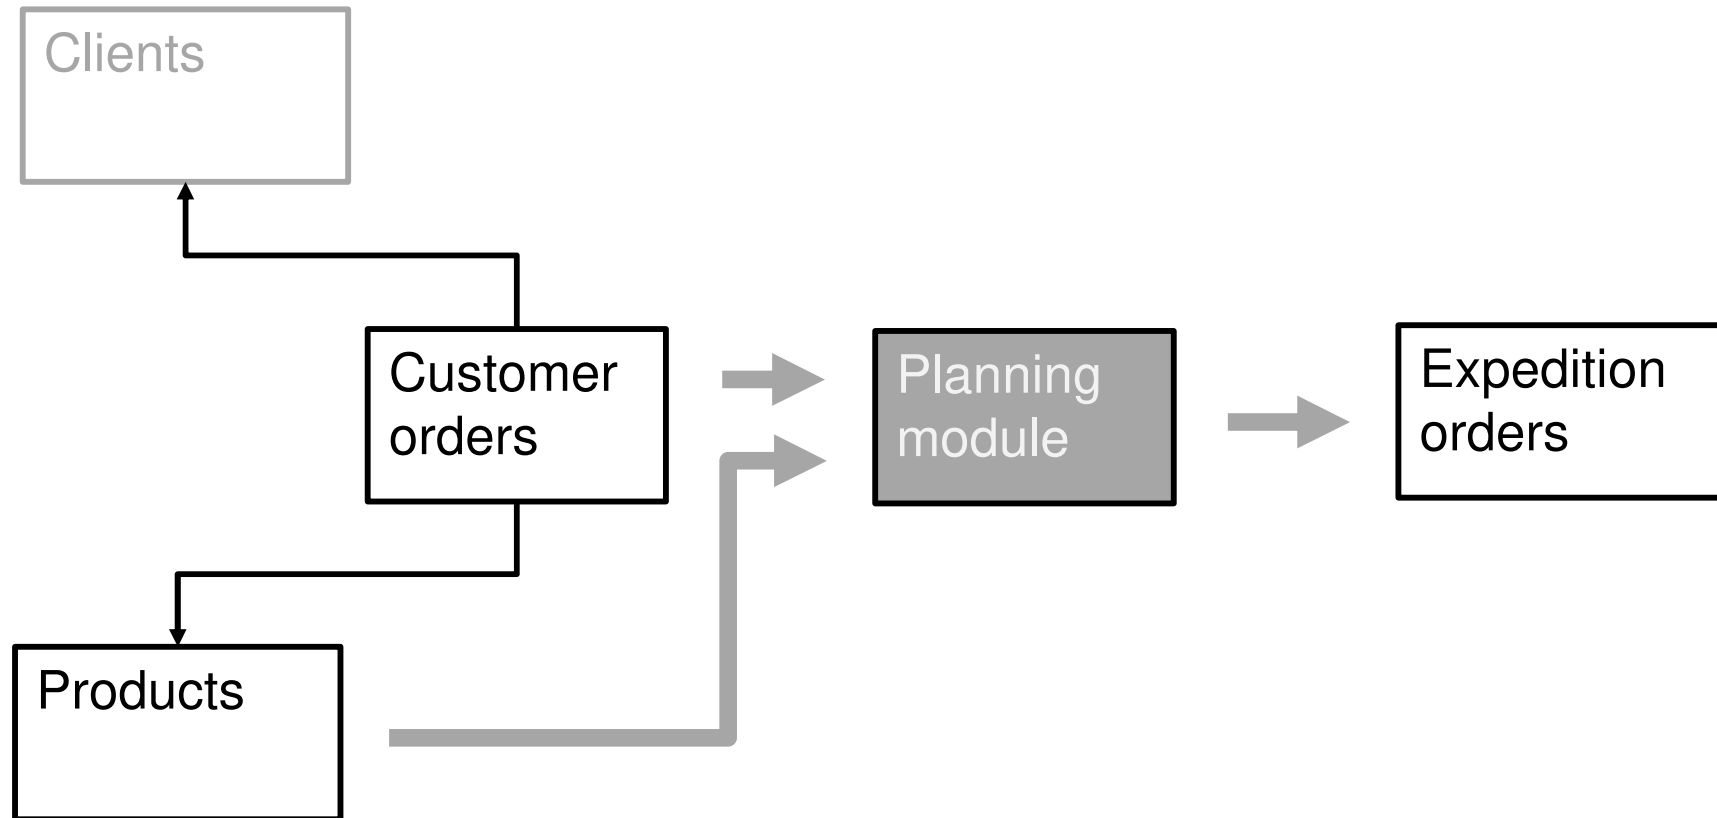 Clients
Customer
orders
Planning
module
Expedition
orders
Products